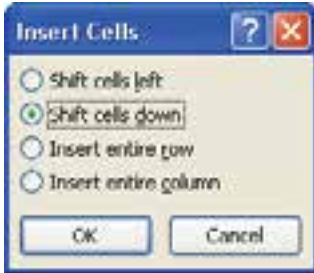 Insert Cells
Shift cells left
Shift cells down
Insert entire row
Insert entire column
OK Cancel